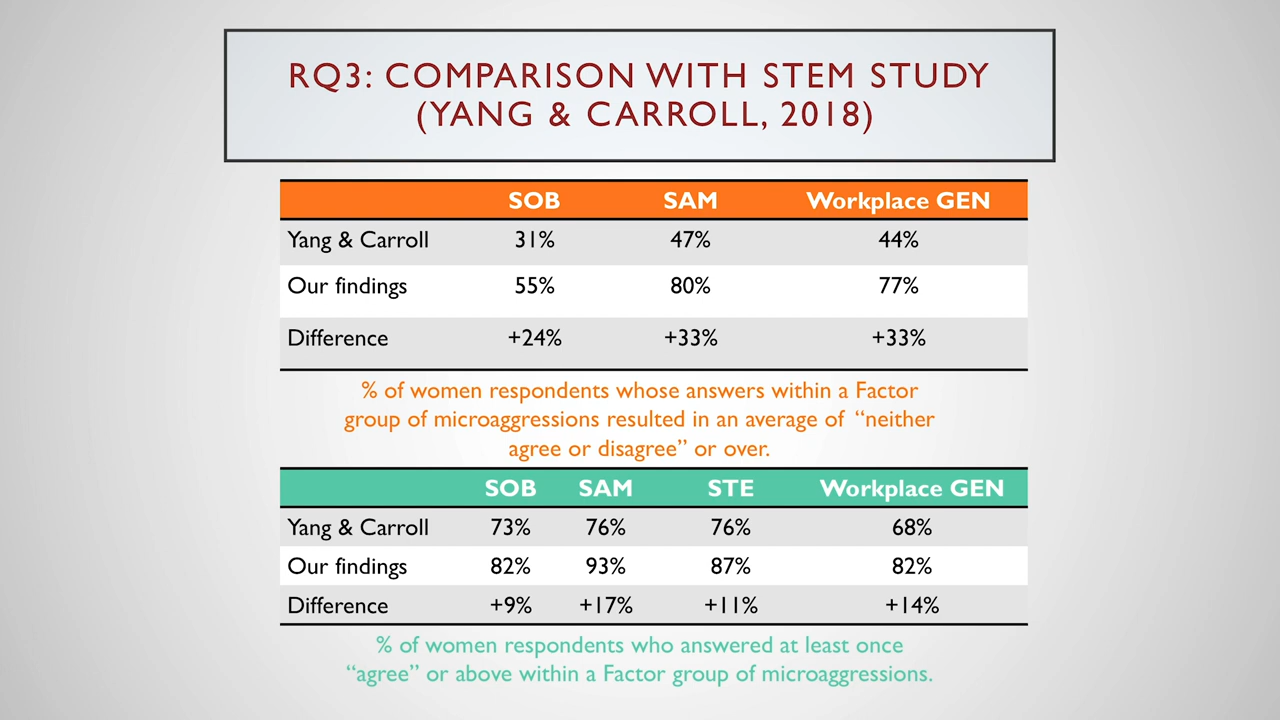 RQ3: COMPARISON WITH STEM STUDY
(YANG & CARROLL, 2018)
SOB SAM Workplace GEN
Yang & Carroll 31% 47% 44%
Our findings 55% 80% 77%
Difference +24% +33% +33%
% of women respondents whose answers within a Factor
group of microaggressions resulted in an average of “neither
agree or disagree” or over.
SOB SAM STE Workplace GEN
Yang & Carroll 73% 76% 76% 68%
Our findings 82% 93% 87% 82%
Difference +9% +17% +11% +14%
% of women respondents who answered at least once
“agree” or above within a Factor group of microaggressions.